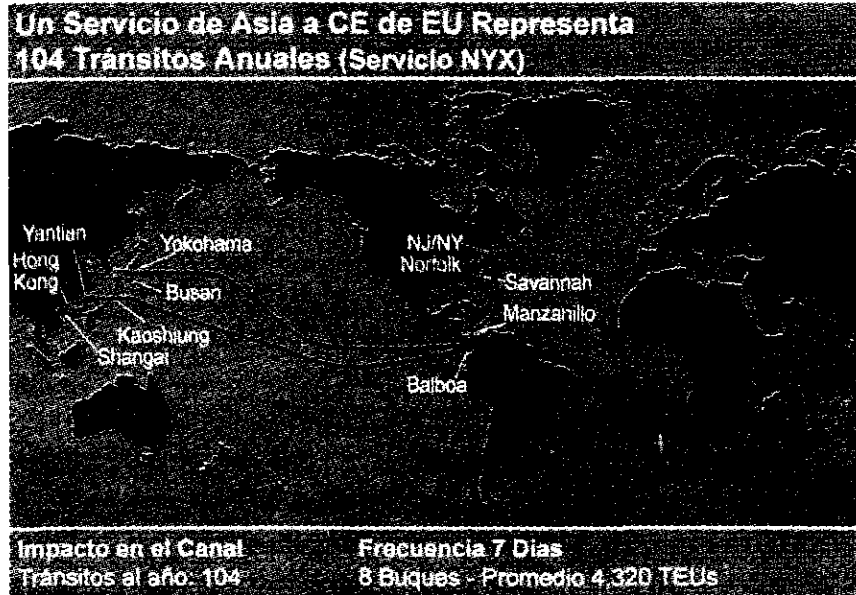 Un Servicio de Asia a CE de EU Representa
104 Tránsitos Anuales (Servicio NYX)
Yantian
Hong
Kong
Yokohama
Busan
Kaoshiung
Shangai
NJ/NY
Norfolk
Savannah
Manzanillo
Balboa
Impacto en el Canal
Tránsitos al año: 104
Frecuencia 7 Dias
8 Buques - Promedio 4,320 TEUs